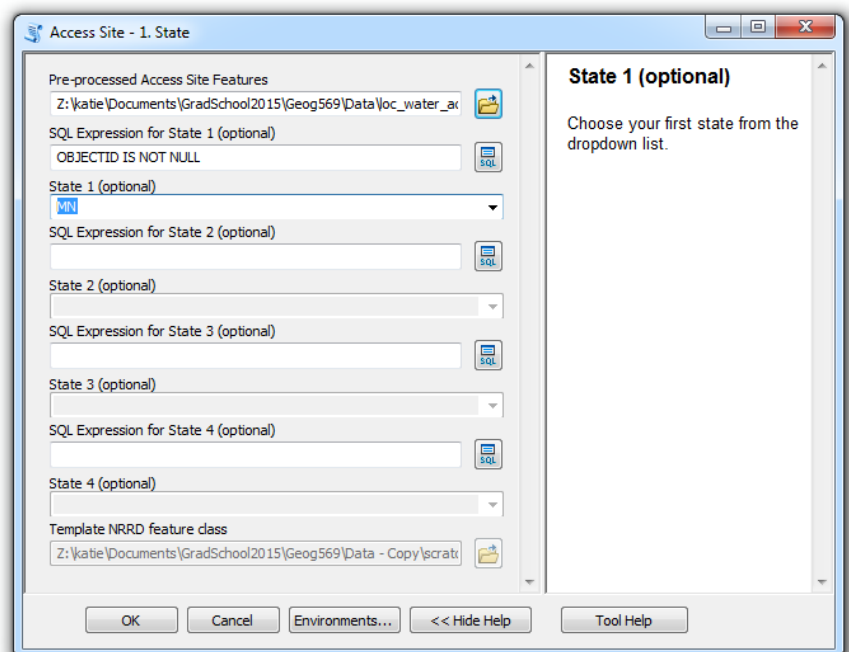 Access Site - 1. State
Pre-processed Access Site Features
Z:\katie\Documents\GradSchool2015\Geog569\Data\loc_water_ac
SQL Expression for State 1 (optional)
OBJECTID IS NOT NULL
SQL
State 1 (optional)
MN
SQL Expression for State 2 (optional)
SQL
State 2 (optional)
SQL Expression for State 3 (optional)
SQL
State 3 (optional)
SQL Expression for State 4 (optional)
SQL
State 4 (optional)
Template NRRD feature class
Z:\katie\Documents\GradSchool2015\Geog569\Data - Copy\scratc
State 1 (optional)
Choose your first state from the
dropdown list.
OK Cancel Environments... << Hide Help Tool Help